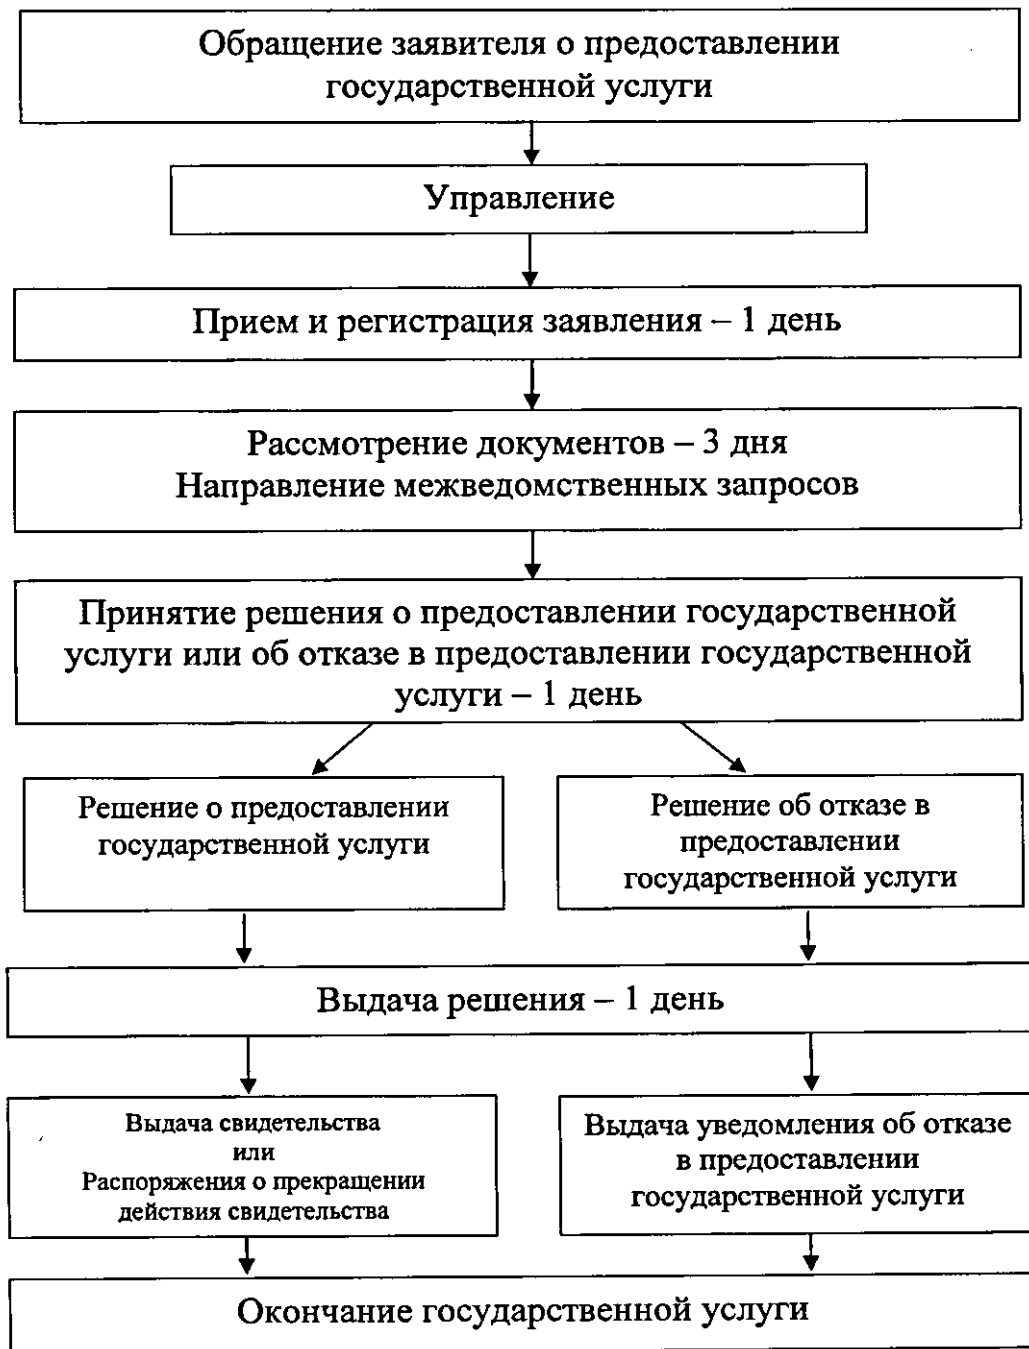 Обращение заявителя о предоставлении
государственной услуги
Управление
Прием и регистрация заявления – 1 день
Рассмотрение документов – 3 дня
Направление межведомственных запросов
Принятие решения о предоставлении государственной
услуги или об отказе в предоставлении государственной
услуги – 1 день
Решение о предоставлении
государственной услуги
Решение об отказе в
предоставлении
государственной услуги
Выдача решения – 1 день
Выдача свидетельства
или
Распоряжения о прекращении
действия свидетельства
Выдача уведомления об отказе
в предоставлении
государственной услуги
Окончание государственной услуги